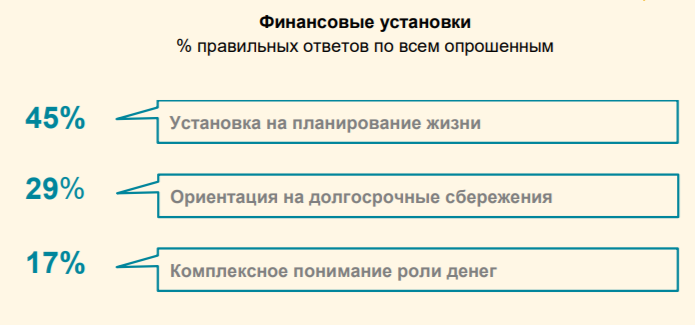 Финансовые установки
% правильных ответов по всем опрошенным
45%
Установка на планирование жизни
29%
Ориентация на долгосрочные сбережения
17%
Комплексное понимание роли денег